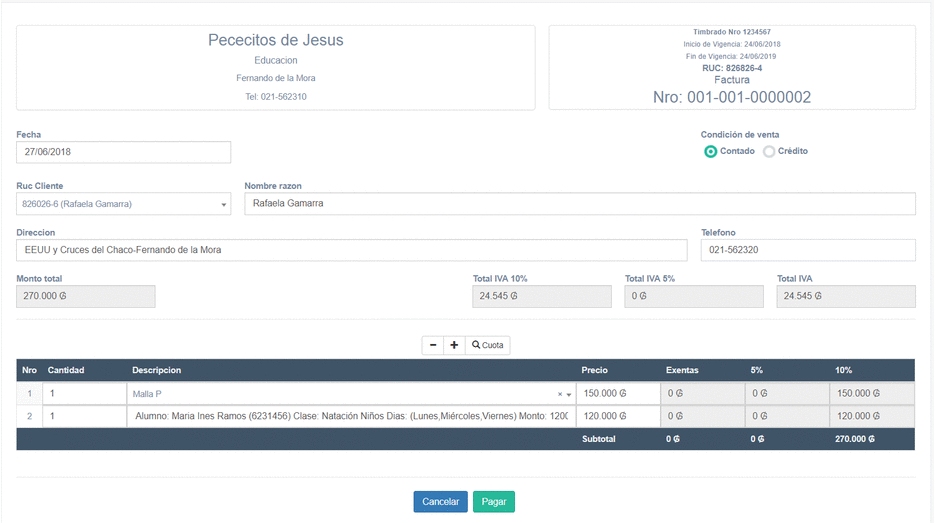 Pececitos de Jesus
Educacion
Fernando de la Mora
Tel: 021-562310
Timbrado Nro 1234567
Inicio de Vigencia: 24/06/2018
Fin de Vigencia: 24/06/2019
RUC: 826826-4
Factura
Nro: 001-001-0000002
Fecha
27/06/2018
Condición de venta
Contado Crédito
Ruc Cliente Nombre razon
826026-6 (Rafaela Gamarra) Rafaela Gamarra
Direccion Telefono
EEUU y Cruces del Chaco-Fernando de la Mora 021-562320
Monto total Total IVA 10% Total IVA 5% Total IVA
270.000 ₲ 24.545 ₲ 0 ₲ 24.545 ₲
− + Cuota
Nro Cantidad Descripcion Precio Exentas 5% 10%
1 1 Malla P × 150.000 ₲ 0 ₲ 0 ₲ 150.000 ₲
2 1 Alumno: Maria Ines Ramos (6231456) Clase: Natación Niños Dias: (Lunes,Miércoles,Viernes) Monto: 1200 120.000 ₲ 0 ₲ 0 ₲ 120.000 ₲
Subtotal 0 ₲ 0 ₲ 270.000 ₲
Cancelar Pagar